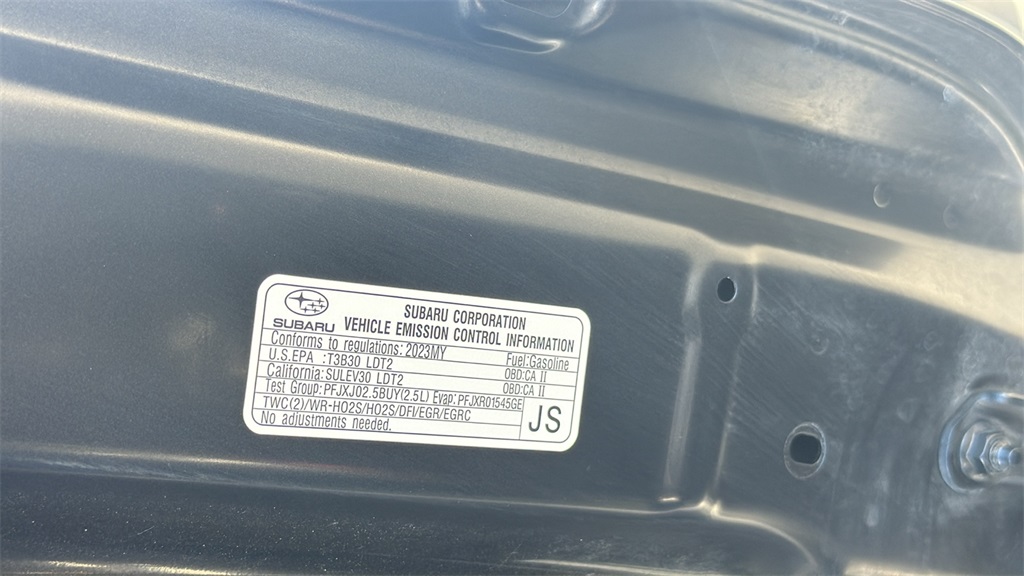 SUBARU CORPORATION
SUBARU VEHICLE EMISSION CONTROL INFORMATION
Conforms to regulations: 2023MY Fuel:Gasoline
U.S.EPA :T3B30 LDT2 OBD:CA II
California:SULEV30 LDT2 OBD:CA II
Test Group:PFJXJ02.5BUY(2.5L) Evap:PFJXR01545GE
TWC(2)/WR-HO2S/HO2S/DFI/EGR/EGRC
No adjustments needed.
JS